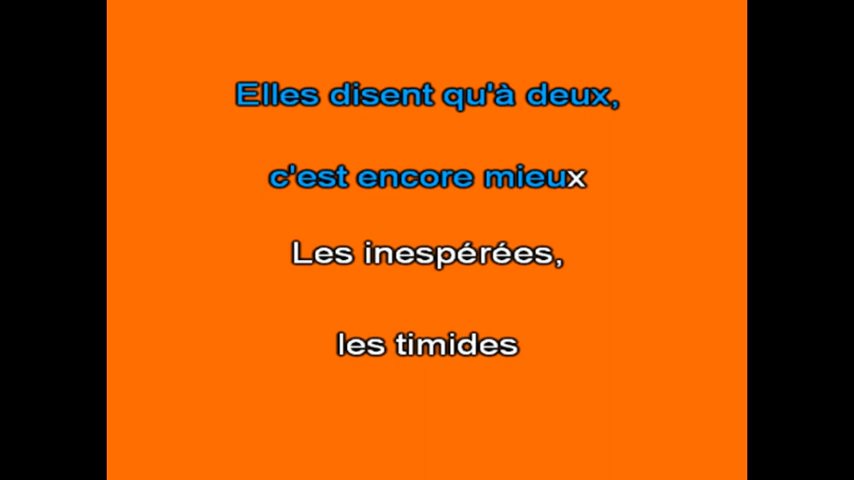 Elles disent qu'à deux,
c'est encore mieux
Les inespérées,
les timides